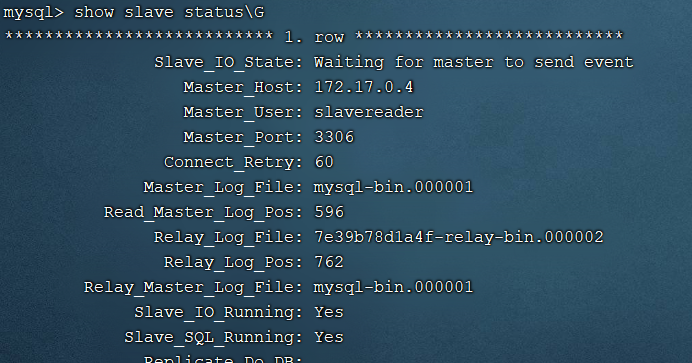 mysql> show slave status\G
*************************** 1. row ***************************
Slave_IO_State: Waiting for master to send event
Master_Host: 172.17.0.4
Master_User: slavereader
Master_Port: 3306
Connect_Retry: 60
Master_Log_File: mysql-bin.000001
Read_Master_Log_Pos: 596
Relay_Log_File: 7e39b78d1a4f-relay-bin.000002
Relay_Log_Pos: 762
Relay_Master_Log_File: mysql-bin.000001
Slave_IO_Running: Yes
Slave_SQL_Running: Yes
Replicate_Do_DB: